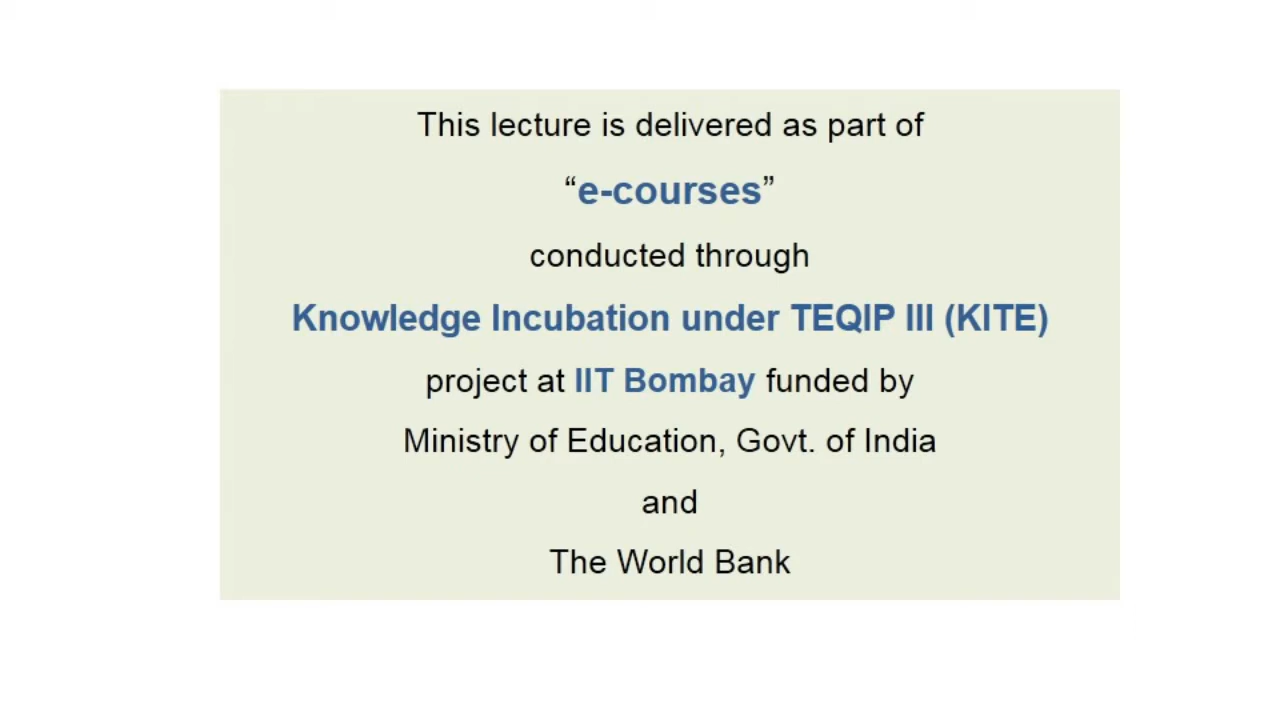 This lecture is delivered as part of
“e-courses”
conducted through
Knowledge Incubation under TEQIP III (KITE)
project at IIT Bombay funded by
Ministry of Education, Govt. of India
and
The World Bank